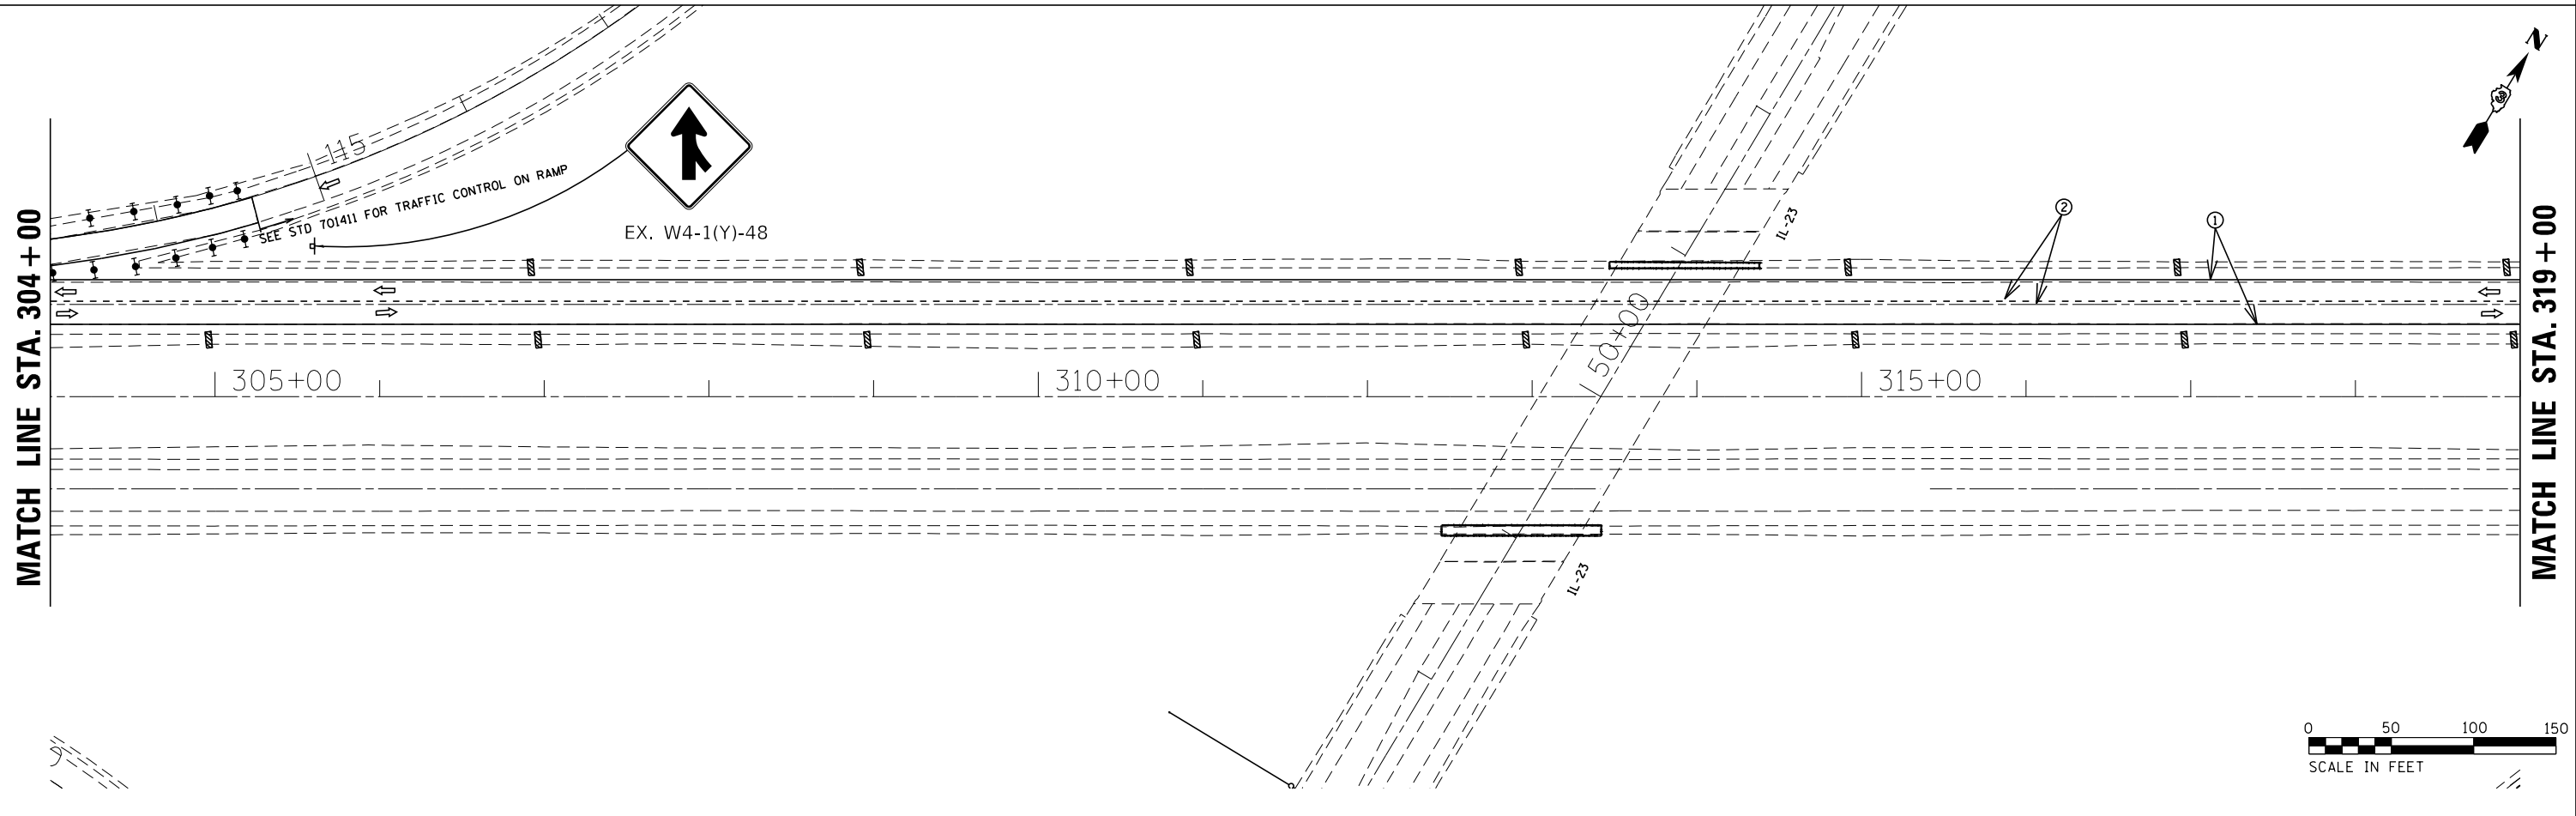 MATCH LINE STA. 304+00
115
SEE STD 701411 FOR TRAFFIC CONTROL ON RAMP
EX. W4-1(Y)-48
IL-23
2
1
N
MATCH LINE STA. 319+00
50+00
305+00
310+00
315+00
IL-23
0 50 100 150
SCALE IN FEET